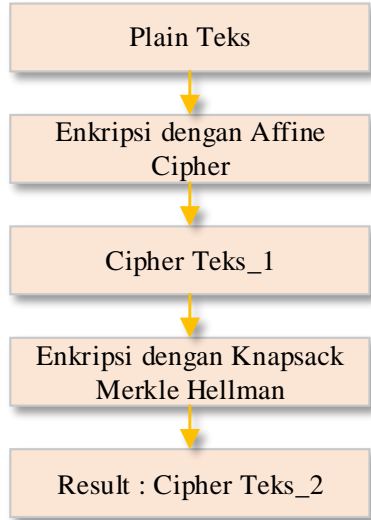 Plain Teks
Enkripsi dengan Affine
Cipher
Cipher Teks_1
Enkripsi dengan Knapsack
Merkle Hellman
Result : Cipher Teks_2